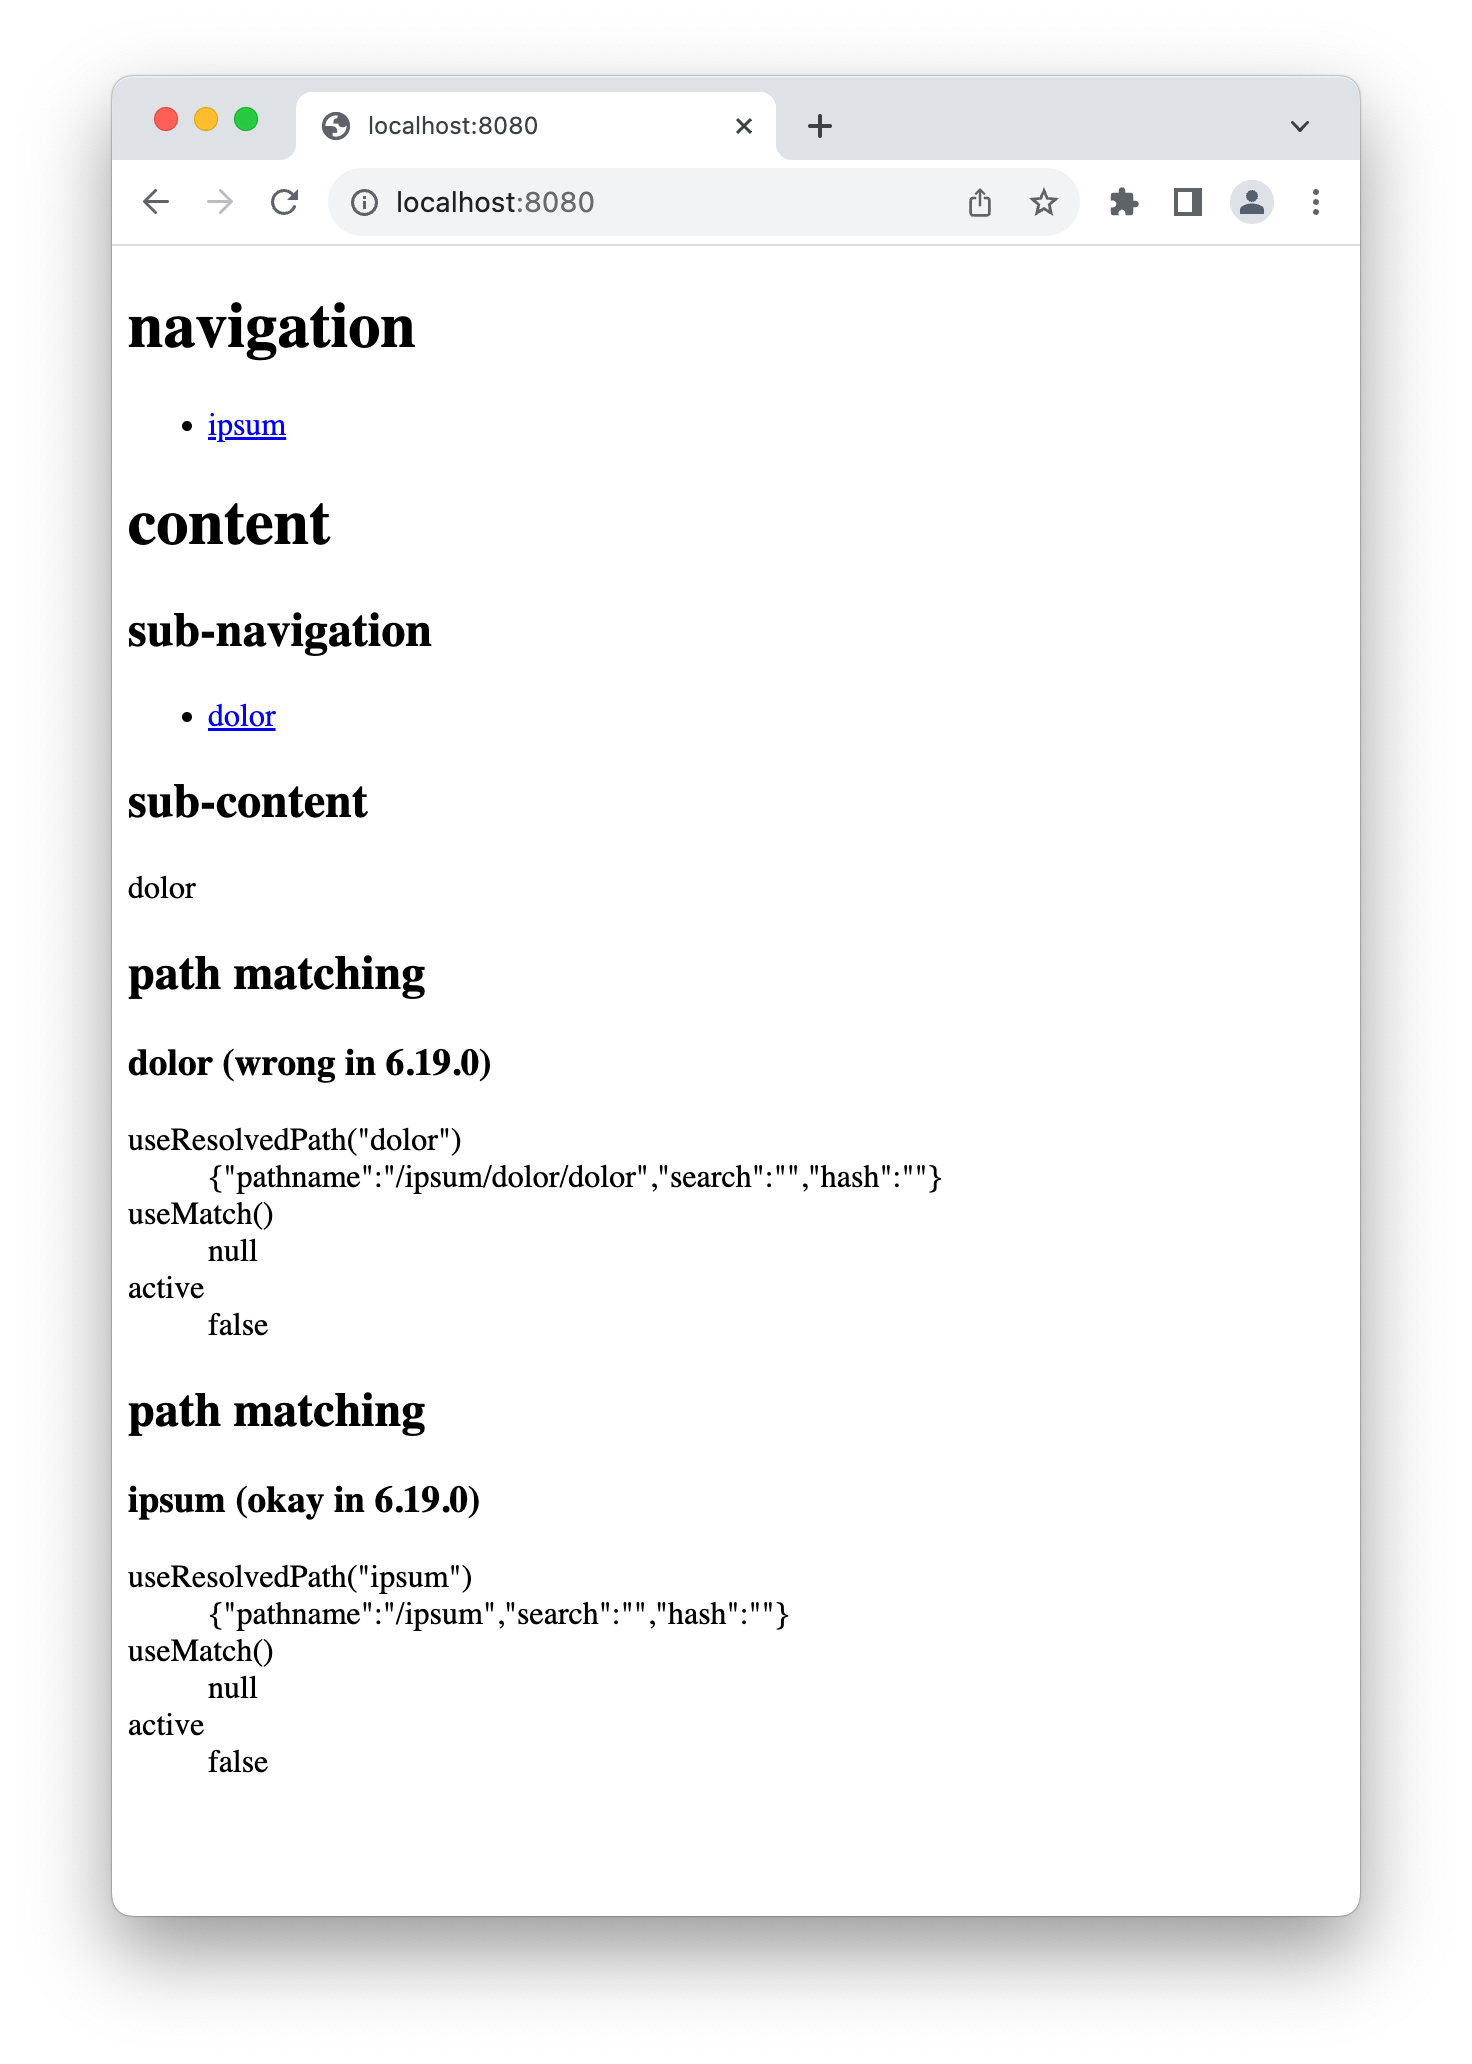 localhost:8080
localhost:8080
navigation
ipsum
content
sub-navigation
dolor
sub-content
dolor
path matching
dolor (wrong in 6.19.0)
useResolvedPath("dolor")
{"pathname":"/ipsum/dolor/dolor","search":"","hash":""}
useMatch()
null
active
false
path matching
ipsum (okay in 6.19.0)
useResolvedPath("ipsum")
{"pathname":"/ipsum","search":"","hash":""}
useMatch()
null
active
false